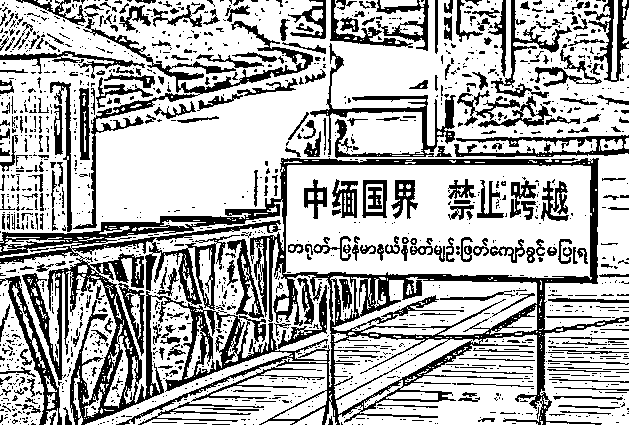 中缅国界 禁止跨越
တရုတ်-မြန်မာနယ်နိမိတ်မျဉ်းဖြတ်ကျော်ခွင့်မပြုရ